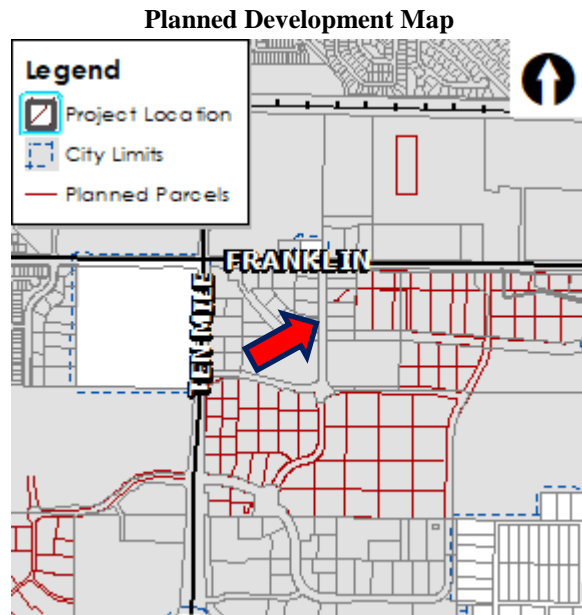 Planned Development Map
Legend
Project Location
City Limits
Planned Parcels
FRANKLIN
TEN MILE